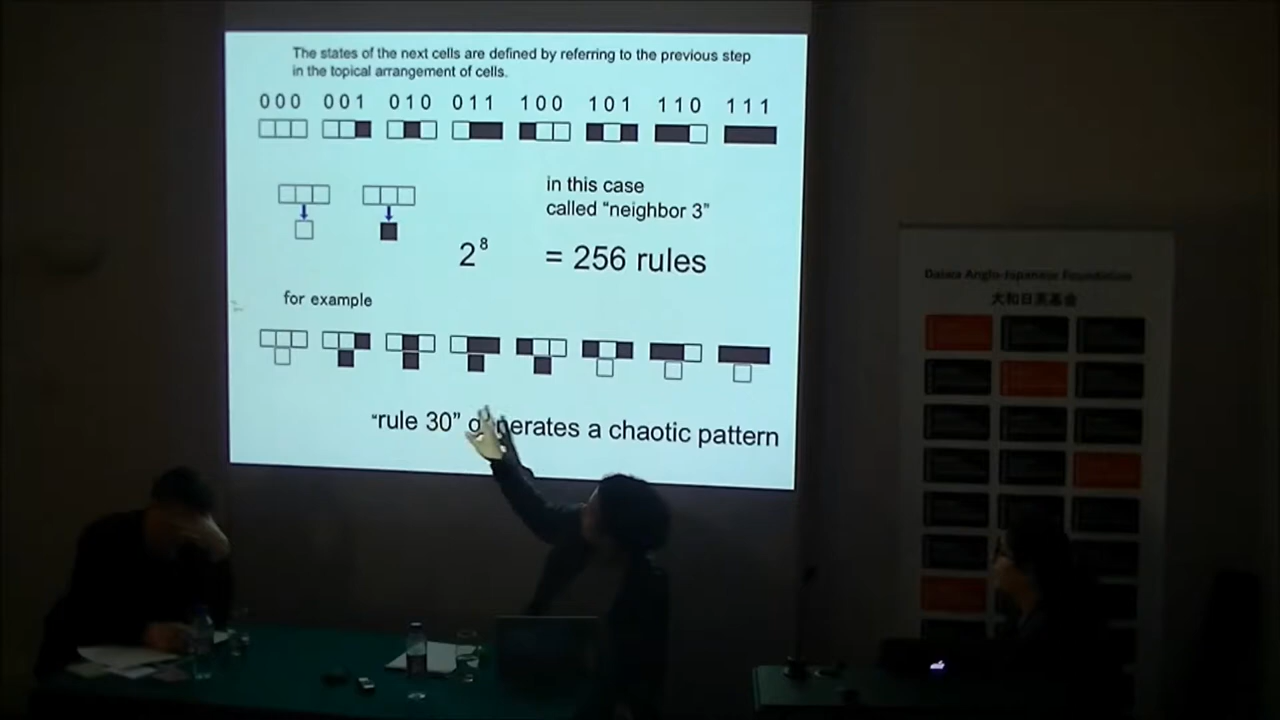 The states of the next cells are defined by referring to the previous step
in the topical arrangement of cells.
000 001 010 011 100 101 110 111
in this case
called “neighbor 3”
2⁸ = 256 rules
for example
“rule 30” generates a chaotic pattern
Daiwa Anglo-Japanese Foundation
大和日英基金